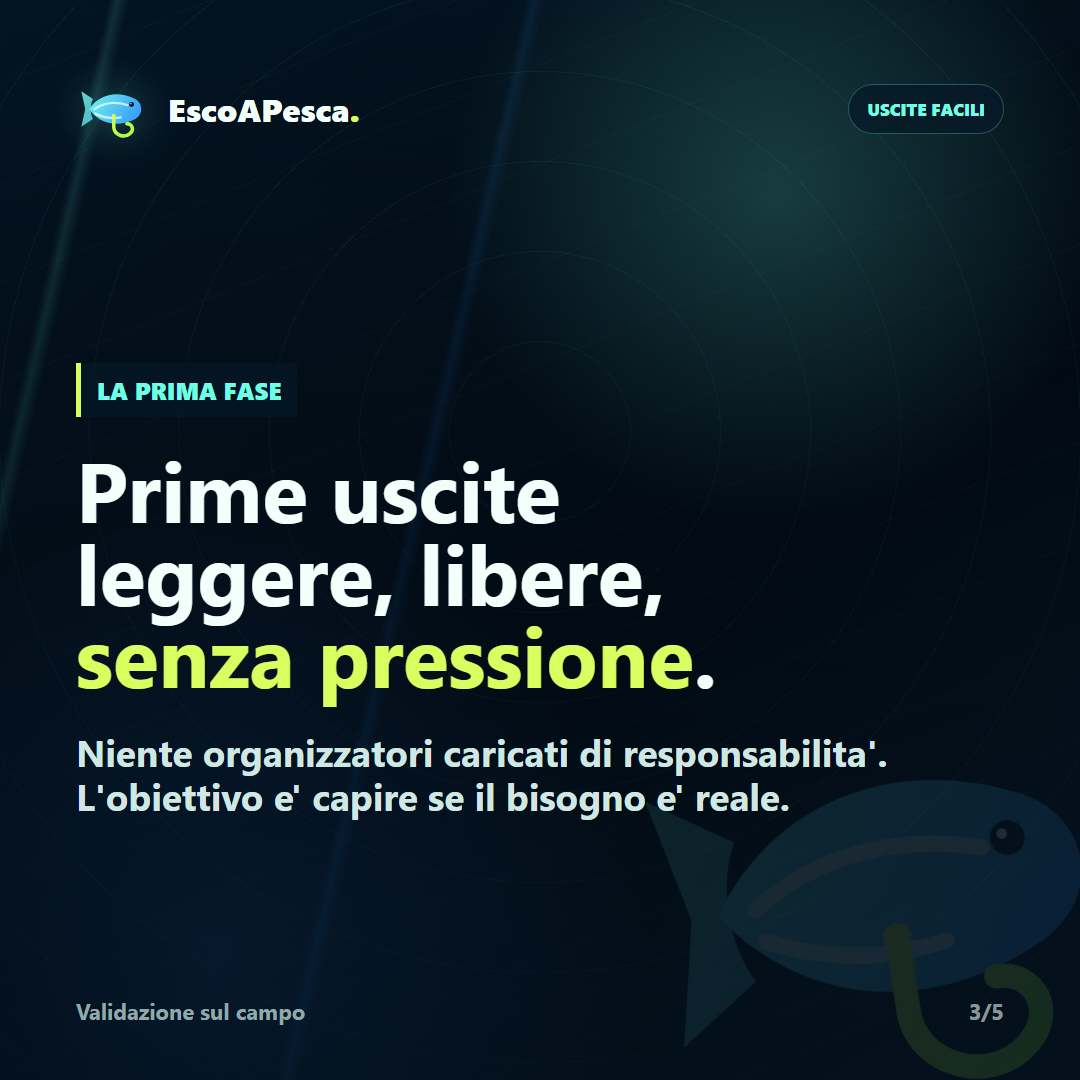 EscoAPesca.
USCITE FACILI
LA PRIMA FASE
Prime uscite
leggere, libere,
senza pressione.
Niente organizzatori caricati di responsabilita'.
L'obiettivo e' capire se il bisogno e' reale.
Validazione sul campo
3/5